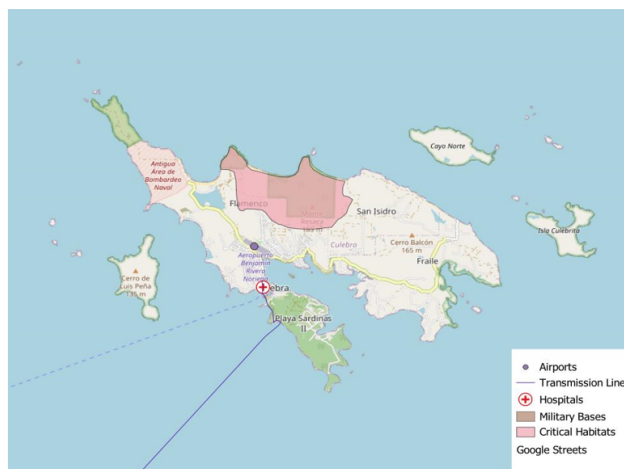 Cayo Norte
Antigua
Área de
Bombardeo
Naval
Flamenco
San Isidro
Isla Culebrita
Culebra
Cerro Balcón
165 m
Aeropuerto
Benjamín
Rivera
Noriega
Fraile
Cerro de
Luis Peña
ebra
Playa Sardinas
II
Airports
Transmission Line
Hospitals
Military Bases
Critical Habitats
Google Streets